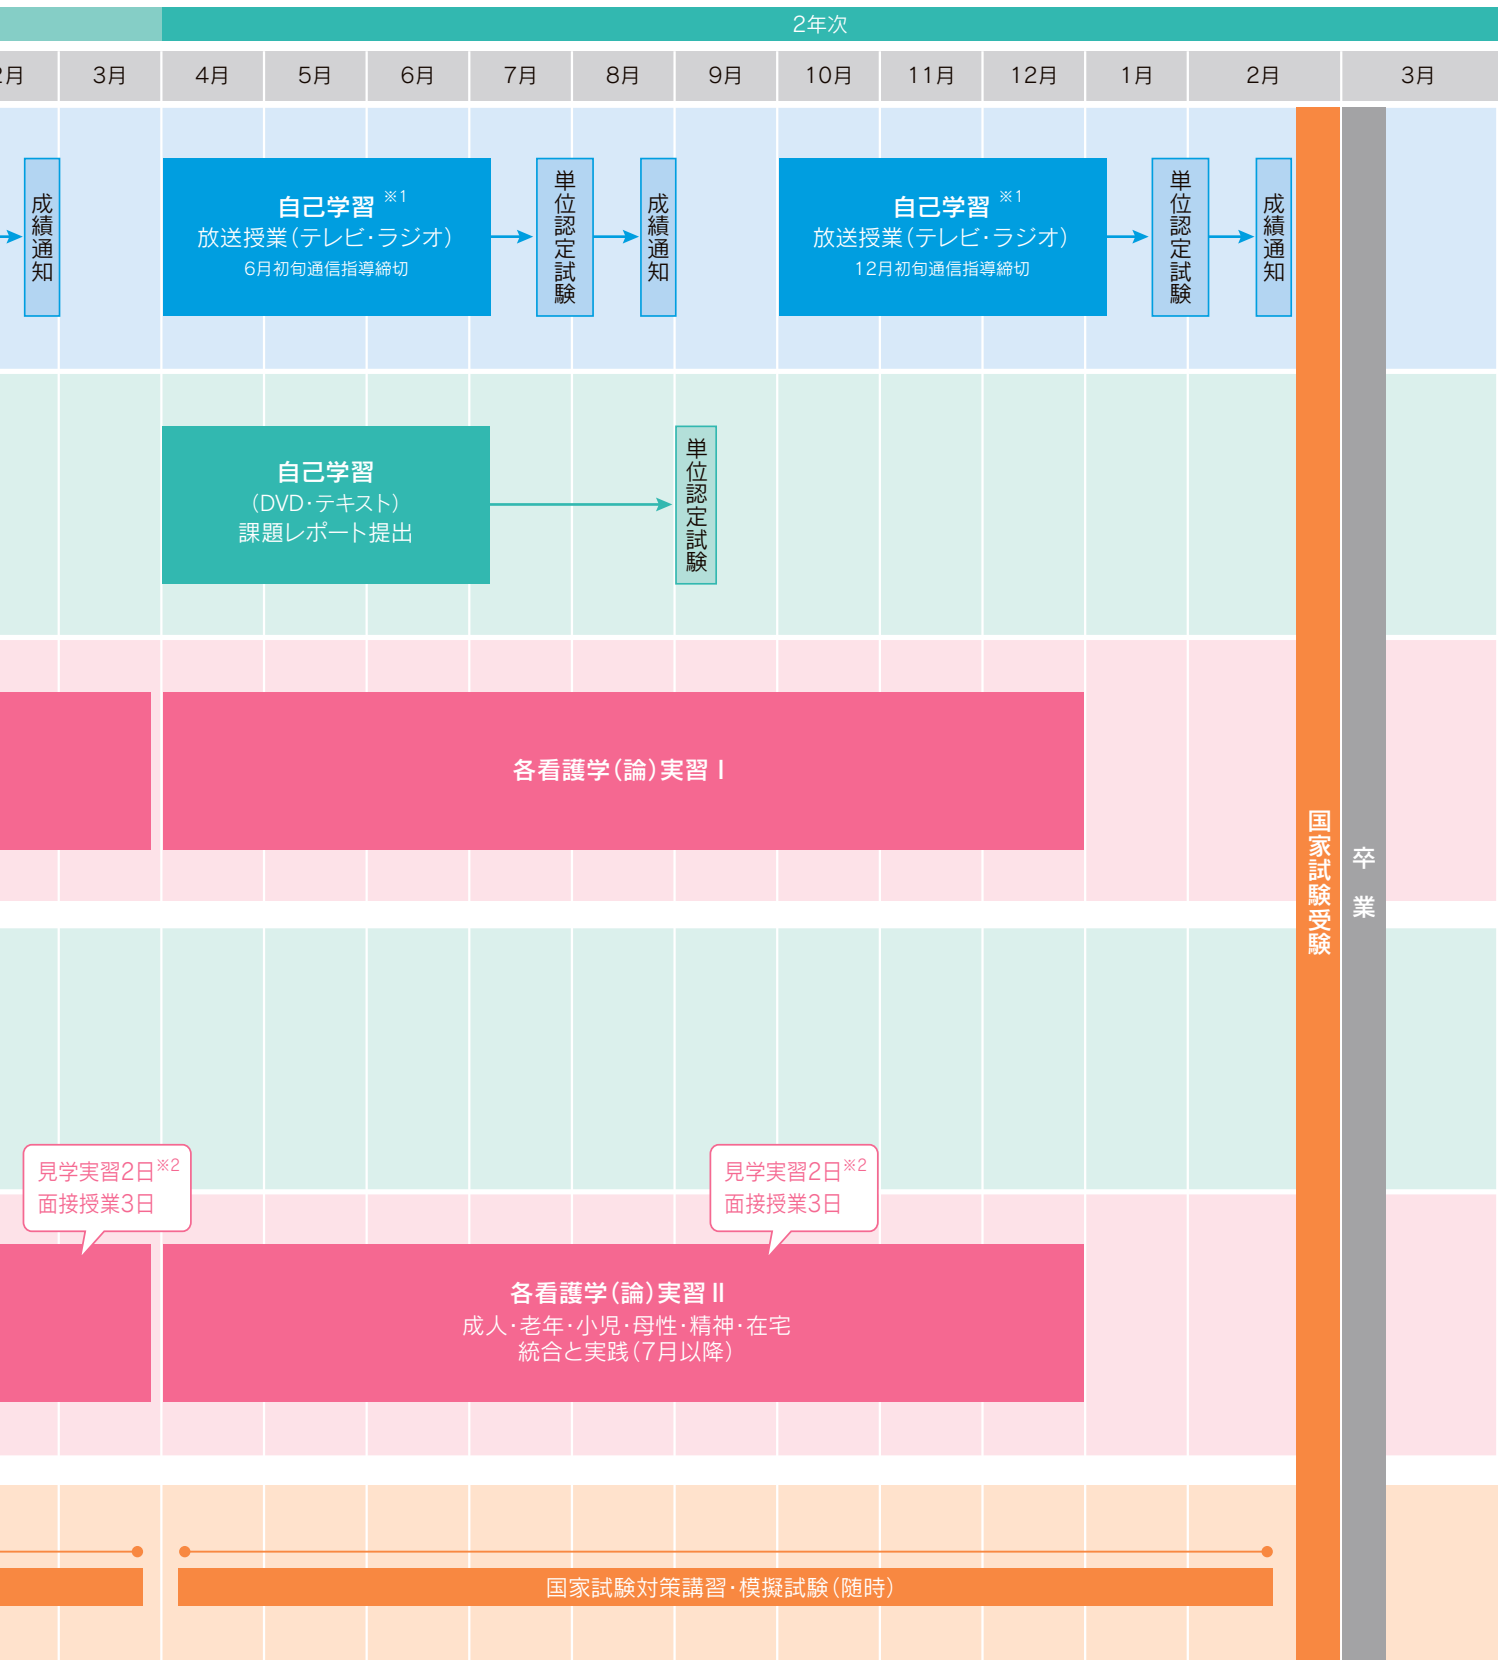 2年次
2月
3月
4月
5月
6月
7月
8月
9月
10月
11月
12月
1月
2月
3月
成績通知
自己学習 ※1
放送授業(テレビ・ラジオ)
6月初旬通信指導締切
単位認定試験
成績通知
自己学習 ※1
放送授業(テレビ・ラジオ)
12月初旬通信指導締切
単位認定試験
成績通知
自己学習
(DVD・テキスト)
課題レポート提出
単位認定試験
各看護学(論)実習Ⅰ
国家試験受験
卒業
見学実習2日※2
面接授業3日
見学実習2日※2
面接授業3日
各看護学(論)実習Ⅱ
成人・老年・小児・母性・精神・在宅
統合と実践(7月以降)
国家試験対策講習・模擬試験(随時)